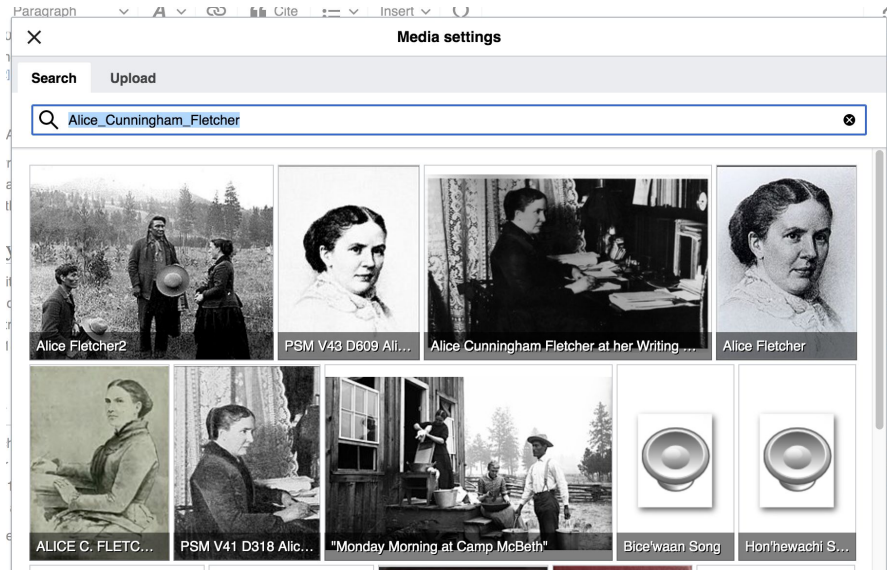 Paragraph A Cite Insert Ω
Media settings
Search Upload
Alice_Cunningham_Fletcher
Alice Fletcher2 PSM V43 D609 Ali... Alice Cunningham Fletcher at her Writing ... Alice Fletcher
ALICE C. FLETC... PSM V41 D318 Alic... "Monday Morning at Camp McBeth" Bice'waan Song Hon'hewachi S...